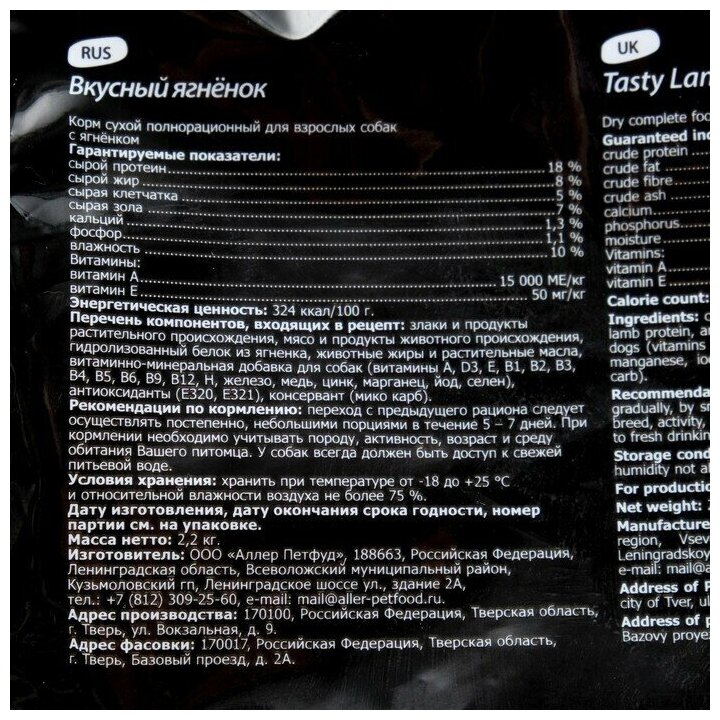 RUS
Вкусный ягнёнок
Корм сухой полнорационный для взрослых собак
с ягнёнком
Гарантируемые показатели:
сырой протеин 18 %
сырой жир 8 %
сырая клетчатка 5 %
сырая зола 7 %
кальций 1,3 %
фосфор 1,1 %
влажность 10 %
Витамины:
витамин А 15 000 МЕ/кг
витамин Е 50 мг/кг
Энергетическая ценность: 324 ккал/100 г.
Перечень компонентов, входящих в рецепт: злаки и продукты
растительного происхождения, мясо и продукты животного происхождения,
гидролизованный белок из ягненка, животные жиры и растительные масла,
витаминно-минеральная добавка для собак (витамины А, D3, Е, В1, В2, В3,
В4, В5, В6, В9, В12, Н, железо, медь, цинк, марганец, йод, селен),
антиоксиданты (Е320, Е321), консервант (мико карб).
Рекомендации по кормлению: переход с предыдущего рациона следует
осуществлять постепенно, небольшими порциями в течение 5 – 7 дней. При
кормлении необходимо учитывать породу, активность, возраст и среду
обитания Вашего питомца. У собак всегда должен быть доступ к свежей
питьевой воде.
Условия хранения: хранить при температуре от -18 до +25 °С
и относительной влажности воздуха не более 75 %.
Дату изготовления, дату окончания срока годности, номер
партии см. на упаковке.
Масса нетто: 2,2 кг.
Изготовитель: ООО «Аллер Петфуд», 188663, Российская Федерация,
Ленинградская область, Всеволожский муниципальный район,
Кузьмоловский гп, Ленинградское шоссе ул., здание 2А,
тел.: +7 (812) 309-25-60, e-mail: mail@aller-petfood.ru.
Адрес производства: 170100, Российская Федерация, Тверская область,
г. Тверь, ул. Вокзальная, д. 9.
Адрес фасовки: 170017, Российская Федерация, Тверская область,
г. Тверь, Базовый проезд, д. 2А.
UK
Tasty Lam
Dry complete foo
Guaranteed ind
crude protein
crude fat
crude fibre
crude ash
calcium
phosphorus
moisture
Vitamins:
vitamin A
vitamin E
Calorie count:
Ingredients: c
lamb protein, an
dogs (vitamins
manganese, iod
carb).
Recommenda
gradually, by sm
breed, activity,
to fresh drinkin
Storage cond
humidity not a
For productio
Net weight: 2
Manufacture
region, Vsev
Leningradskoy
e-mail: mail@a
Address of P
city of Tver, ul
Address of p
Bazovy proye